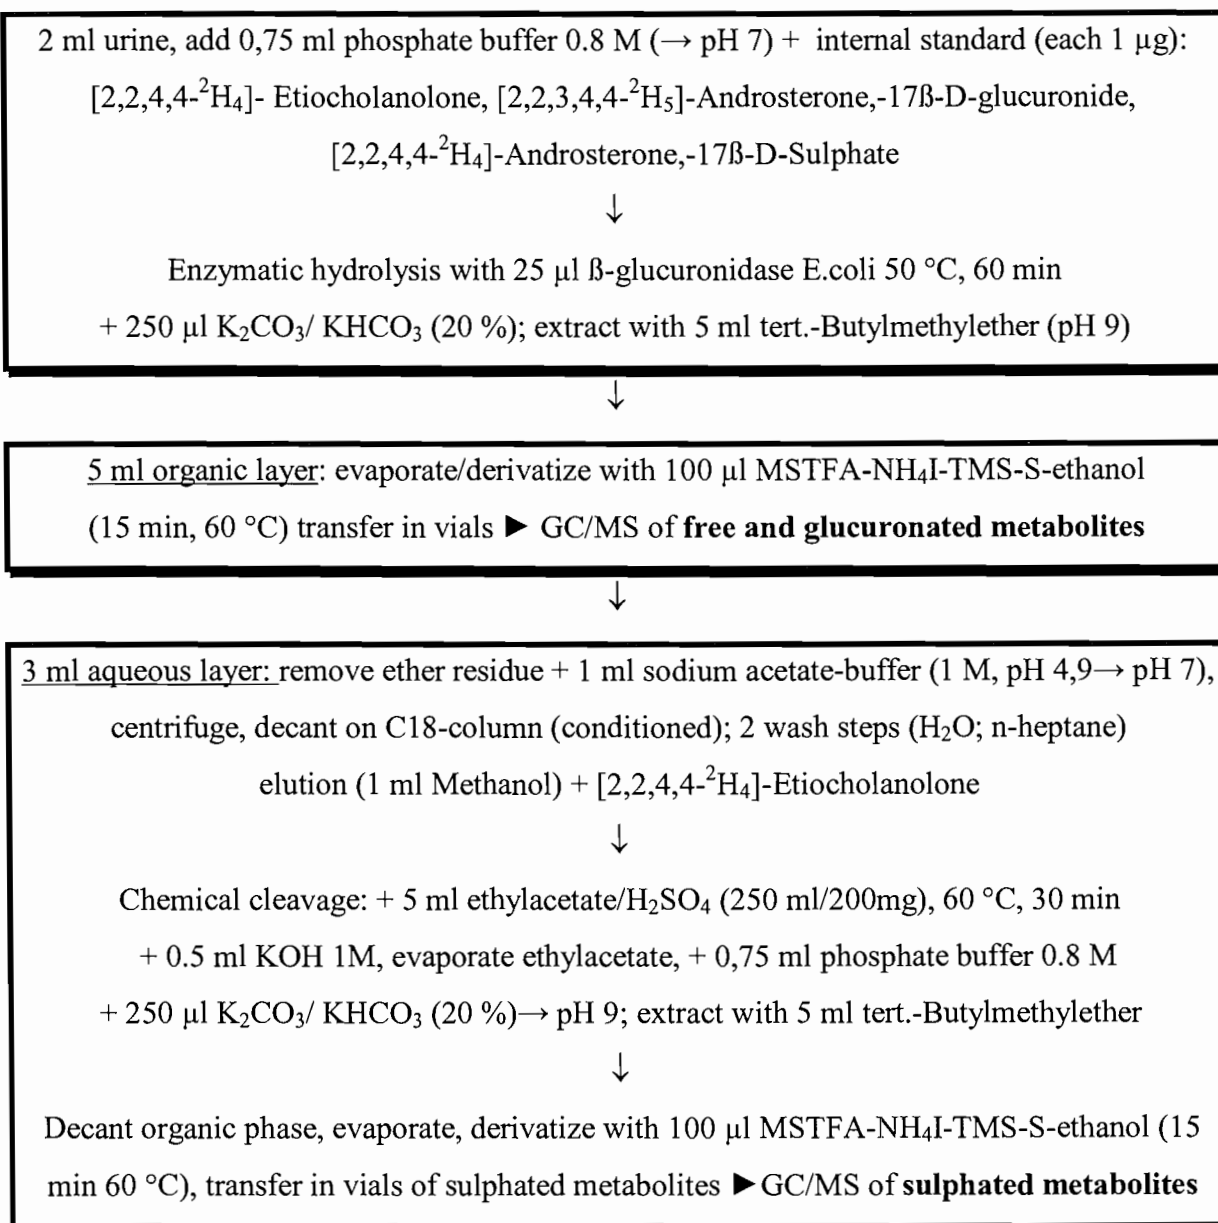 2 ml urine, add 0,75 ml phosphate buffer 0.8 M (→ pH 7) + internal standard (each 1 µg):
[2,2,4,4-²H₄]- Etiocholanolone, [2,2,3,4,4-²H₅]-Androsterone,-17ß-D-glucuronide,
[2,2,4,4-²H₄]-Androsterone,-17ß-D-Sulphate
↓
Enzymatic hydrolysis with 25 µl ß-glucuronidase E.coli 50 °C, 60 min
+ 250 µl K₂CO₃/ KHCO₃ (20 %); extract with 5 ml tert.-Butylmethylether (pH 9)
↓
5 ml organic layer: evaporate/derivatize with 100 µl MSTFA-NH₄I-TMS-S-ethanol
(15 min, 60 °C) transfer in vials ► GC/MS of free and glucuronated metabolites
↓
3 ml aqueous layer: remove ether residue + 1 ml sodium acetate-buffer (1 M, pH 4,9→ pH 7),
centrifuge, decant on C18-column (conditioned); 2 wash steps (H₂O; n-heptane)
elution (1 ml Methanol) + [2,2,4,4-²H₄]-Etiocholanolone
↓
Chemical cleavage: + 5 ml ethylacetate/H₂SO₄ (250 ml/200mg), 60 °C, 30 min
+ 0.5 ml KOH 1M, evaporate ethylacetate, + 0,75 ml phosphate buffer 0.8 M
+ 250 µl K₂CO₃/ KHCO₃ (20 %)→ pH 9; extract with 5 ml tert.-Butylmethylether
↓
Decant organic phase, evaporate, derivatize with 100 µl MSTFA-NH₄I-TMS-S-ethanol (15
min 60 °C), transfer in vials of sulphated metabolites ►GC/MS of sulphated metabolites